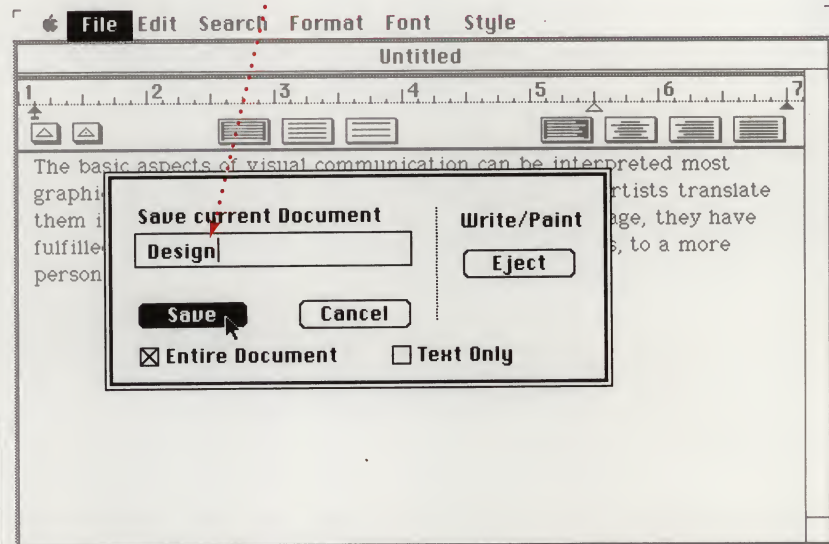 File Edit Search Format Font Style
Untitled
1 2 3 4 5 6 7
The basic aspects of visual communication can be interpreted most
graphi rtists translate
them i age, they have
fulfille s, to a more
person
Save current Document
Design
Write/Paint
Eject
Save Cancel
Entire Document Text Only